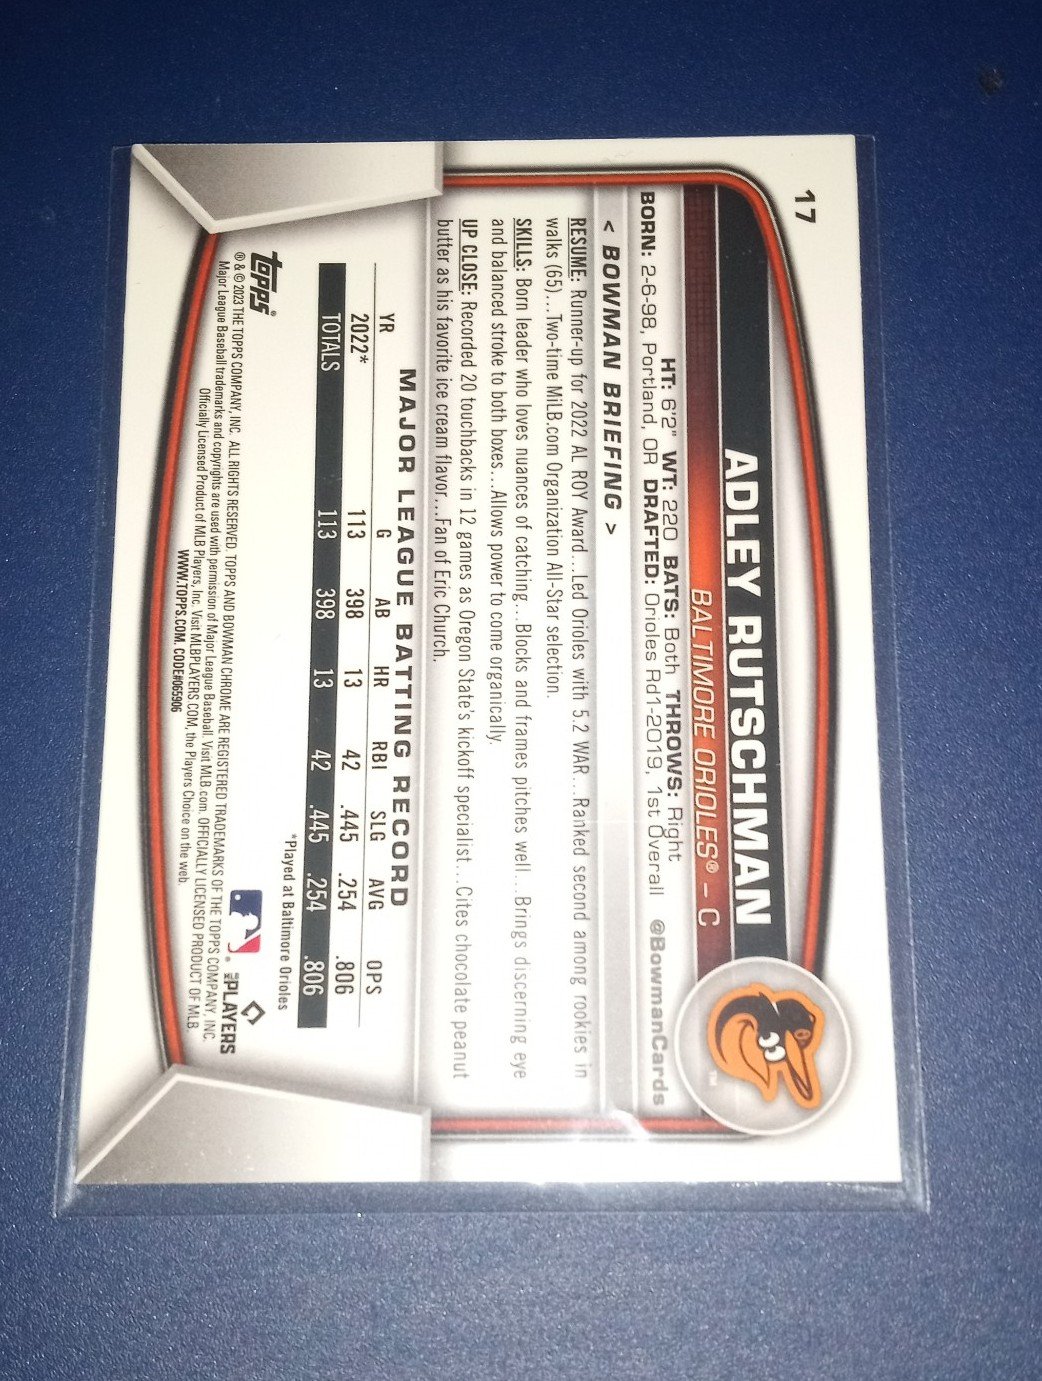 17
ADLEY RUTSCHMAN
BALTIMORE ORIOLES® – C
HT: 6'2" WT: 220 BATS: Both THROWS: Right
BORN: 2-6-98, Portland, OR DRAFTED: Orioles Rd1-2019, 1st Overall @BowmanCards
< BOWMAN BRIEFING >
RESUME: Runner-up for 2022 AL ROY Award...Led Orioles with 5.2 WAR...Ranked second among rookies in
walks (65)...Two-time MiLB.com Organization All-Star selection.
SKILLS: Born leader who loves nuances of catching...Blocks and frames pitches well...Brings discerning eye
and balanced stroke to both boxes...Allows power to come organically.
UP CLOSE: Recorded 20 touchbacks in 12 games as Oregon State's kickoff specialist...Cites chocolate peanut
butter as his favorite ice cream flavor...Fan of Eric Church.
MAJOR LEAGUE BATTING RECORD
YR G AB HR RBI SLG AVG OPS
2022* 113 398 13 42 .445 .254 .806
TOTALS 113 398 13 42 .445 .254 .806
*Played at Baltimore Orioles
topps®
MLB PLAYERS
® & © 2023 THE TOPPS COMPANY, INC. ALL RIGHTS RESERVED. TOPPS AND BOWMAN CHROME ARE REGISTERED TRADEMARKS OF THE TOPPS COMPANY, INC.
Major League Baseball trademarks and copyrights are used with permission of Major League Baseball. Visit MLB.com. OFFICIALLY LICENSED PRODUCT OF MLB
Officially Licensed Product of MLB Players, Inc. Visit MLBPLAYERS.COM, the Players Choice on the web.
WWW.TOPPS.COM. CODE#065906